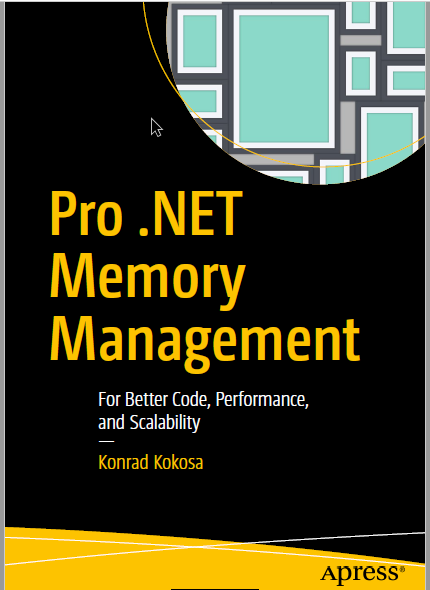 Pro .NET
Memory
Management
For Better Code, Performance,
and Scalability
—
Konrad Kokosa
Apress®